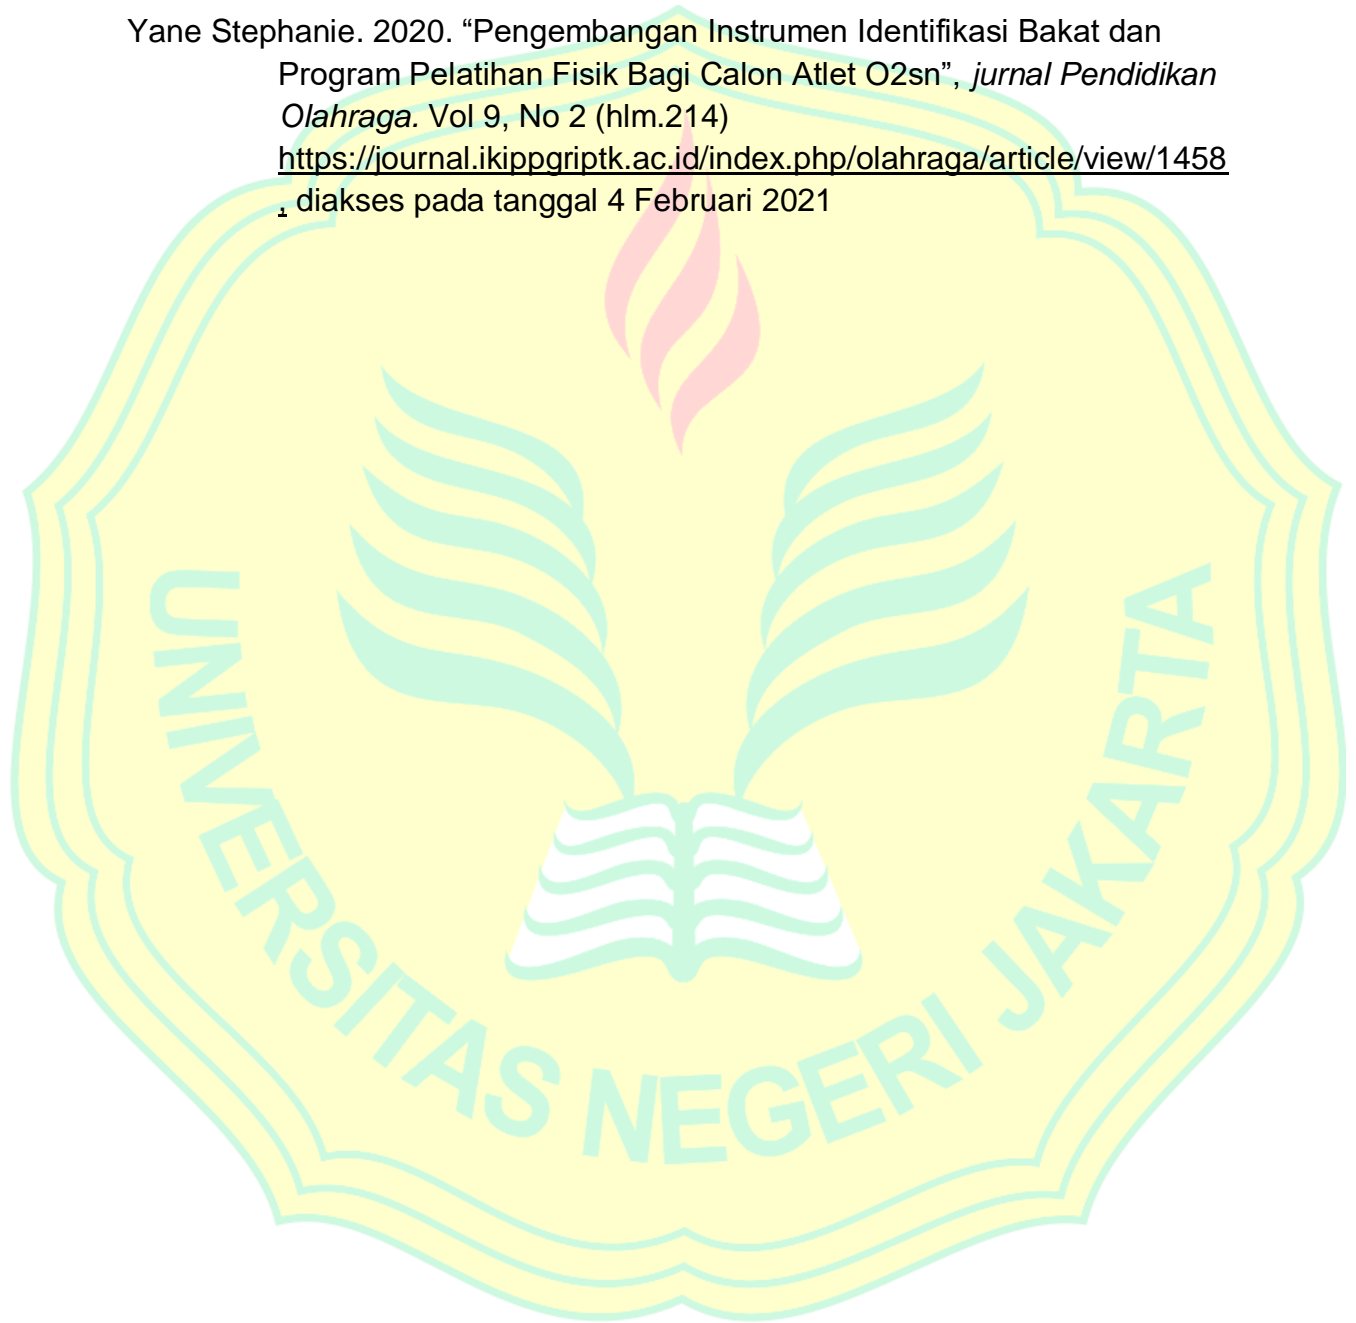 Yane Stephanie. 2020. “Pengembangan Instrumen Identifikasi Bakat dan
Program Pelatihan Fisik Bagi Calon Atlet O2sn”, jurnal Pendidikan
Olahraga. Vol 9, No 2 (hlm.214)
https://journal.ikippgriptk.ac.id/index.php/olahraga/article/view/1458
, diakses pada tanggal 4 Februari 2021
UNIVERSITAS NEGERI JAKARTA